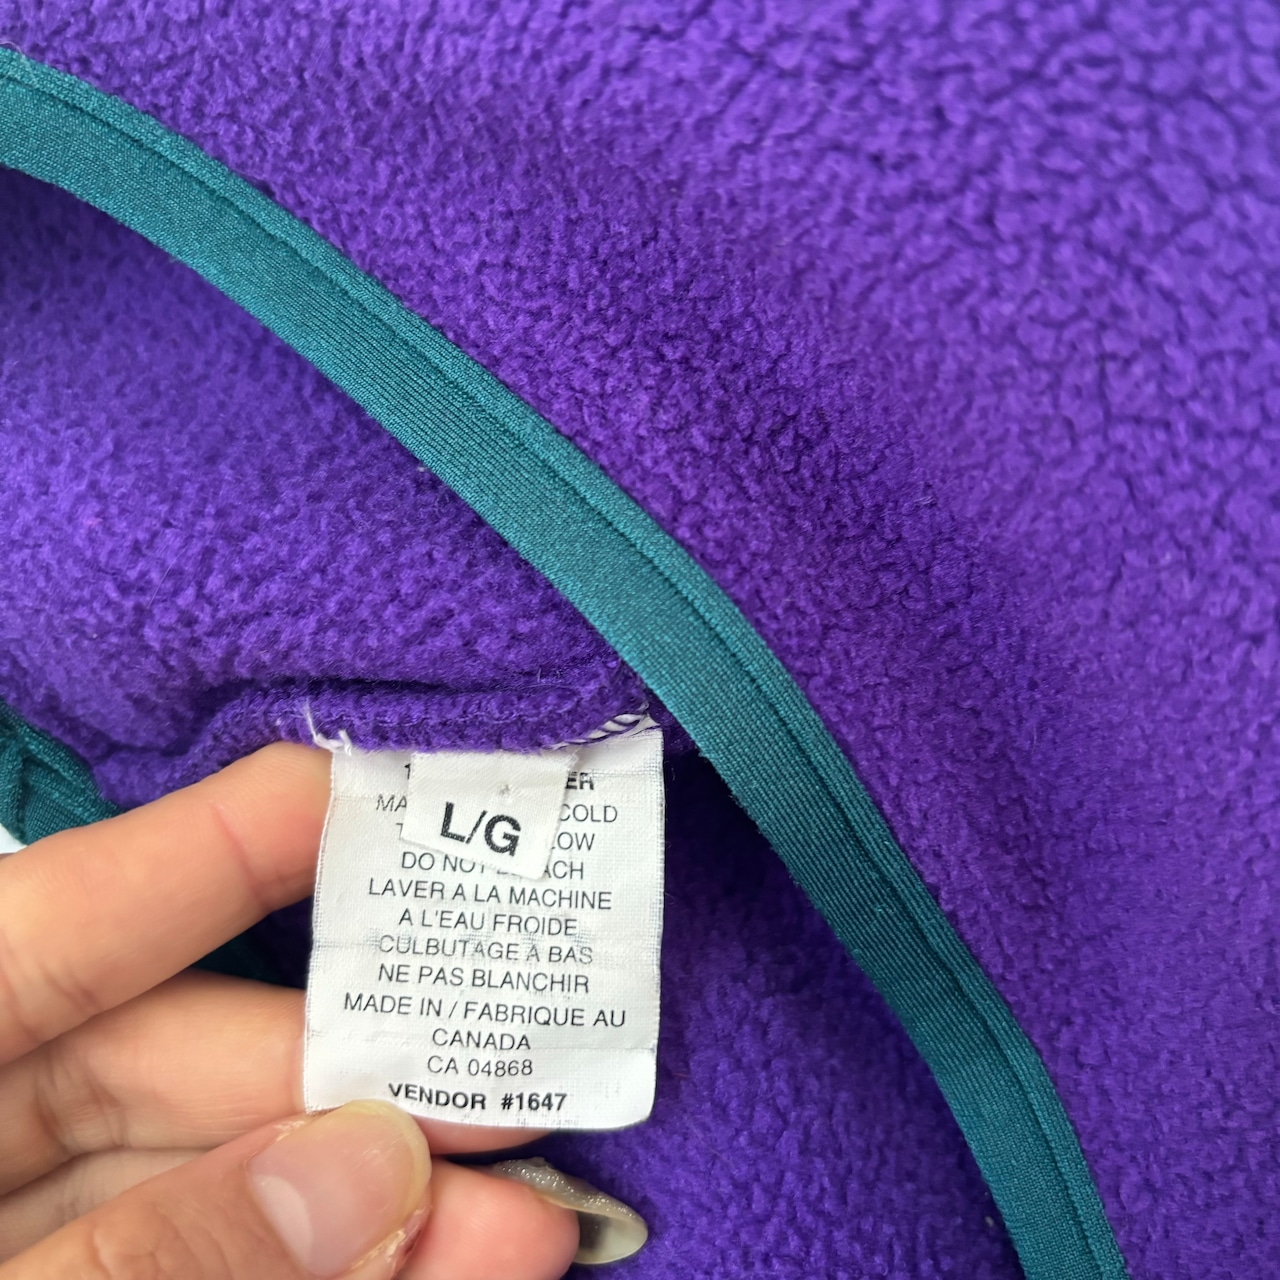 L/G
COLD
DO NOT
LAVER A LA MACHINE
A L'EAU FROIDE
CULBUTAGE A BAS
NE PAS BLANCHIR
MADE IN / FABRIQUE AU
CANADA
CA 04868
VENDOR #1647